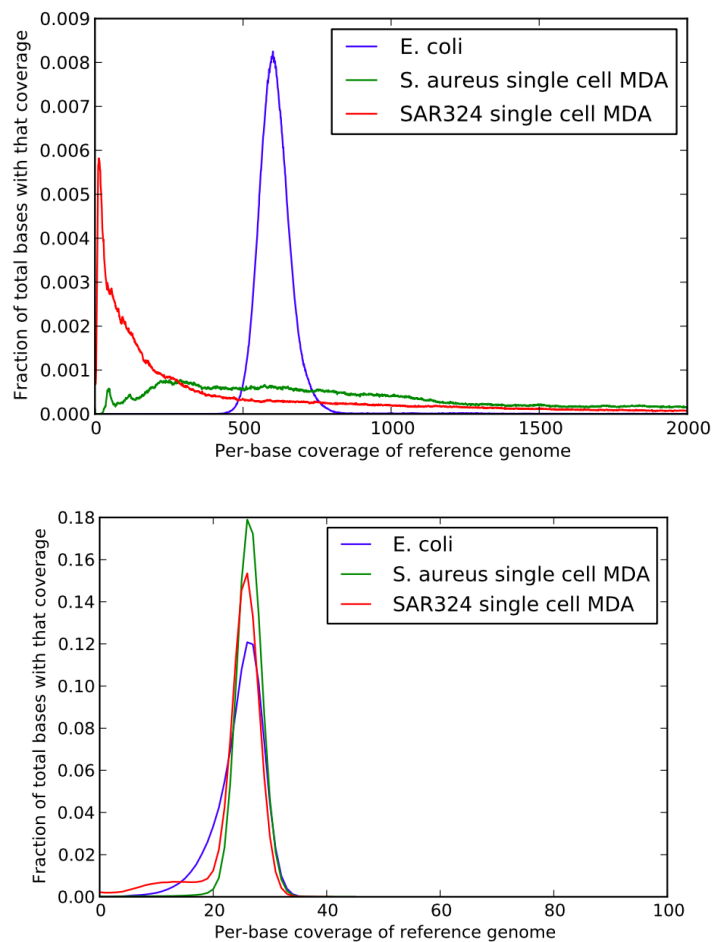 0.009
0.008
0.007
0.006
0.005
0.004
0.003
0.002
0.001
0.000
Fraction of total bases with that coverage
E. coli
S. aureus single cell MDA
SAR324 single cell MDA
0 500 1000 1500 2000
Per-base coverage of reference genome
0.18
0.16
0.14
0.12
0.10
0.08
0.06
0.04
0.02
0.00
Fraction of total bases with that coverage
E. coli
S. aureus single cell MDA
SAR324 single cell MDA
0 20 40 60 80 100
Per-base coverage of reference genome